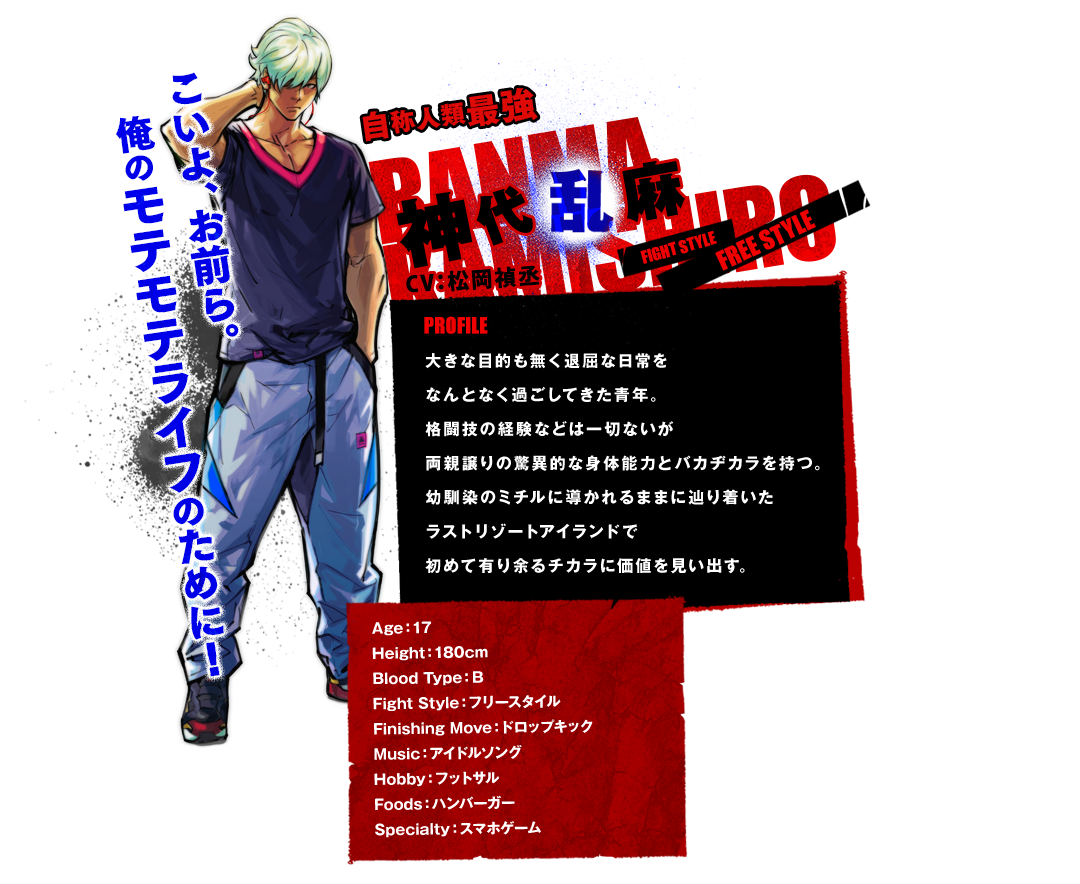 こいよ、お前ら。
俺のモテモテライフのために！
自称人類最強
RANMA
KAMISHIRO
神代 乱麻
CV：松岡禎丞
FIGHT STYLE
FREE STYLE
PROFILE
大きな目的も無く退屈な日常を
なんとなく過ごしてきた青年。
格闘技の経験などは一切ないが
両親譲りの驚異的な身体能力とバカヂカラを持つ。
幼馴染のミチルに導かれるままに辿り着いた
ラストリゾートアイランドで
初めて有り余るチカラに価値を見い出す。
Age：17
Height：180cm
Blood Type：B
Fight Style：フリースタイル
Finishing Move：ドロップキック
Music：アイドルソング
Hobby：フットサル
Foods：ハンバーガー
Specialty：スマホゲーム